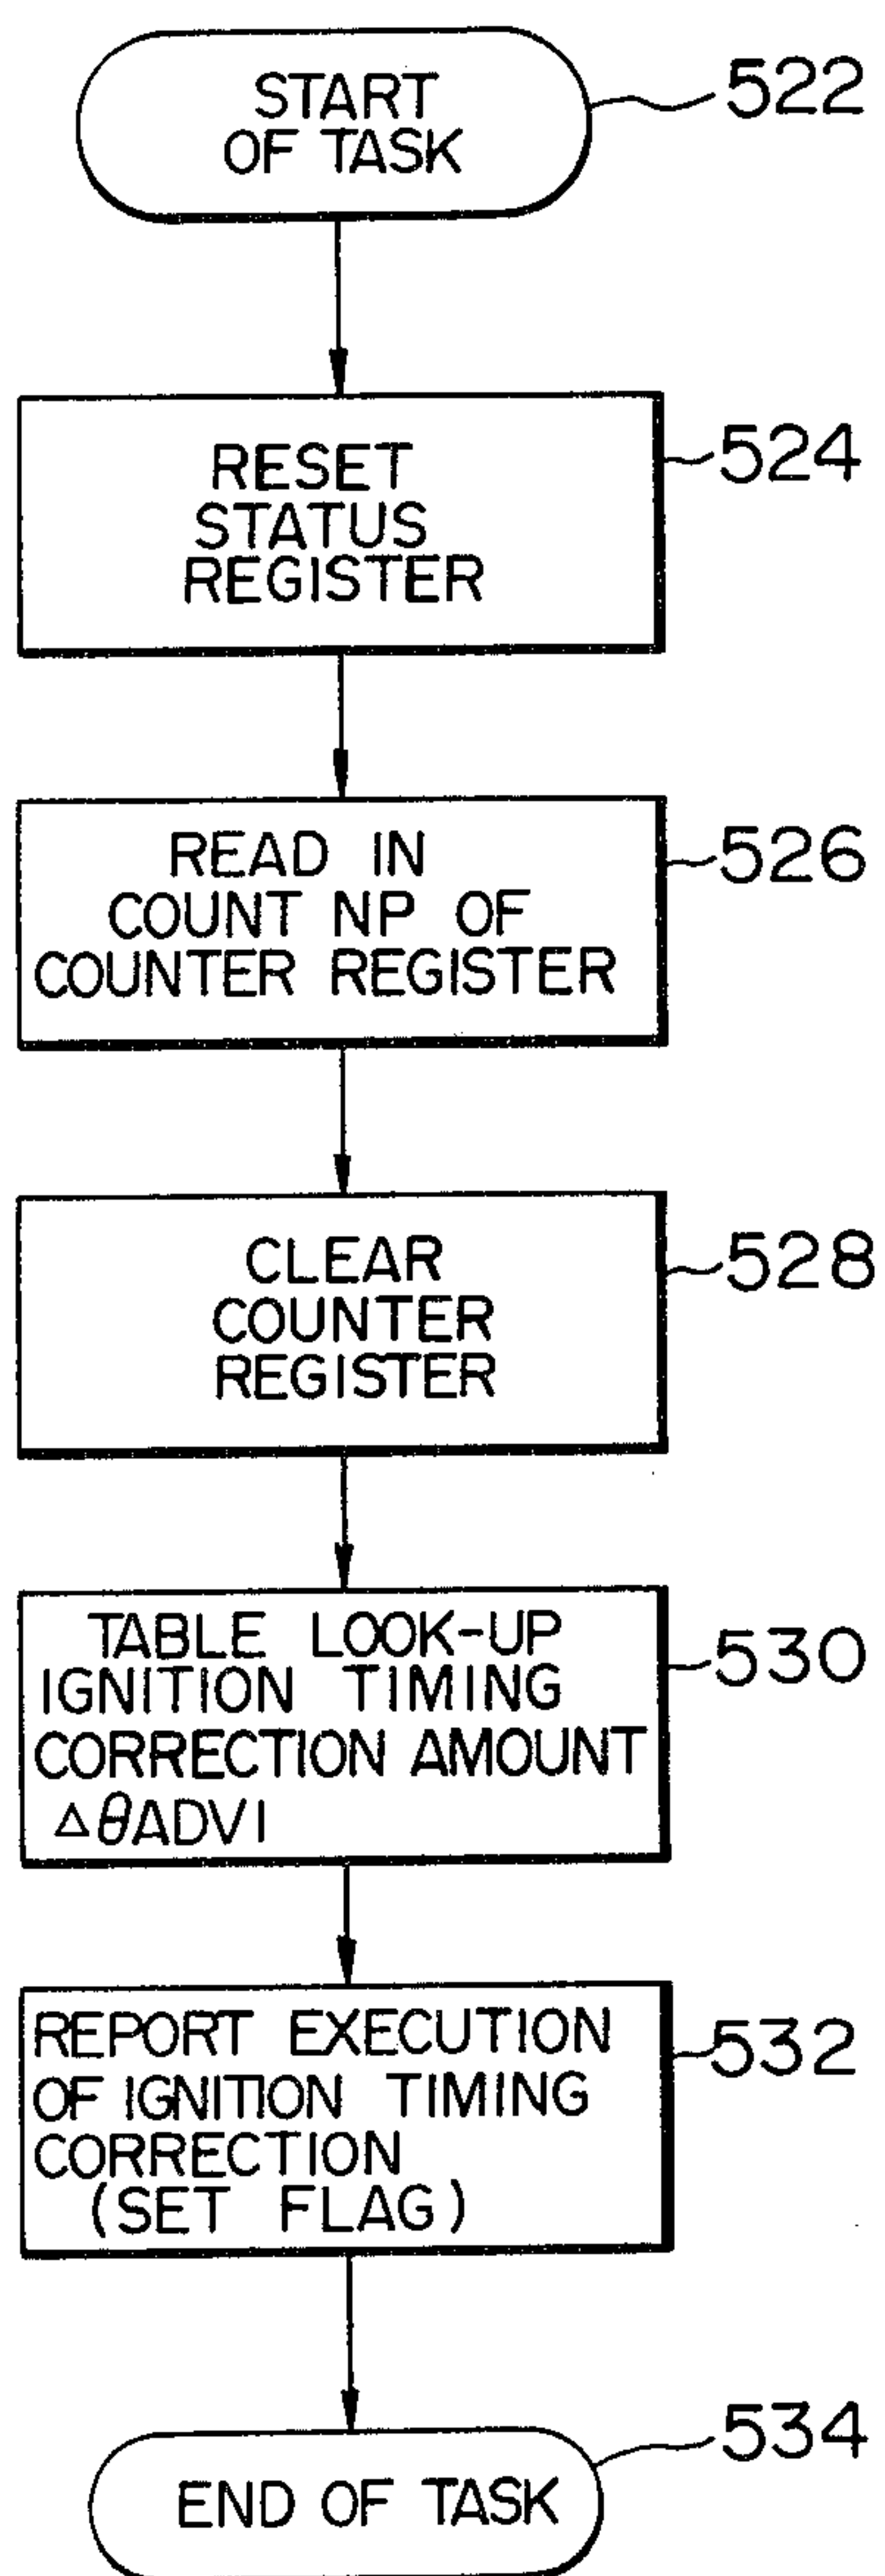 START
OF TASK
522
RESET
STATUS
REGISTER
524
READ IN
COUNT NP OF
COUNTER REGISTER
526
CLEAR
COUNTER
REGISTER
528
TABLE LOOK-UP
IGNITION TIMING
CORRECTION AMOUNT
△θADVI
530
REPORT EXECUTION
OF IGNITION TIMING
CORRECTION
(SET FLAG)
532
END OF TASK
534